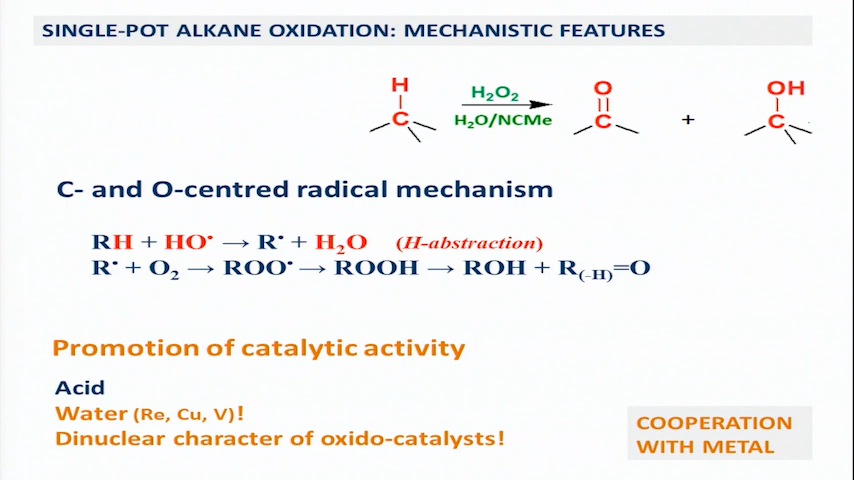 SINGLE-POT ALKANE OXIDATION: MECHANISTIC FEATURES
H O OH
H₂O₂
C H₂O/NCMe C + C
C- and O-centred radical mechanism
RH + HO• → R• + H₂O (H-abstraction)
R• + O₂ → ROO• → ROOH → ROH + R₍₋H₎=O
Promotion of catalytic activity
Acid
Water (Re, Cu, V)!
Dinuclear character of oxido-catalysts!
COOPERATION
WITH METAL